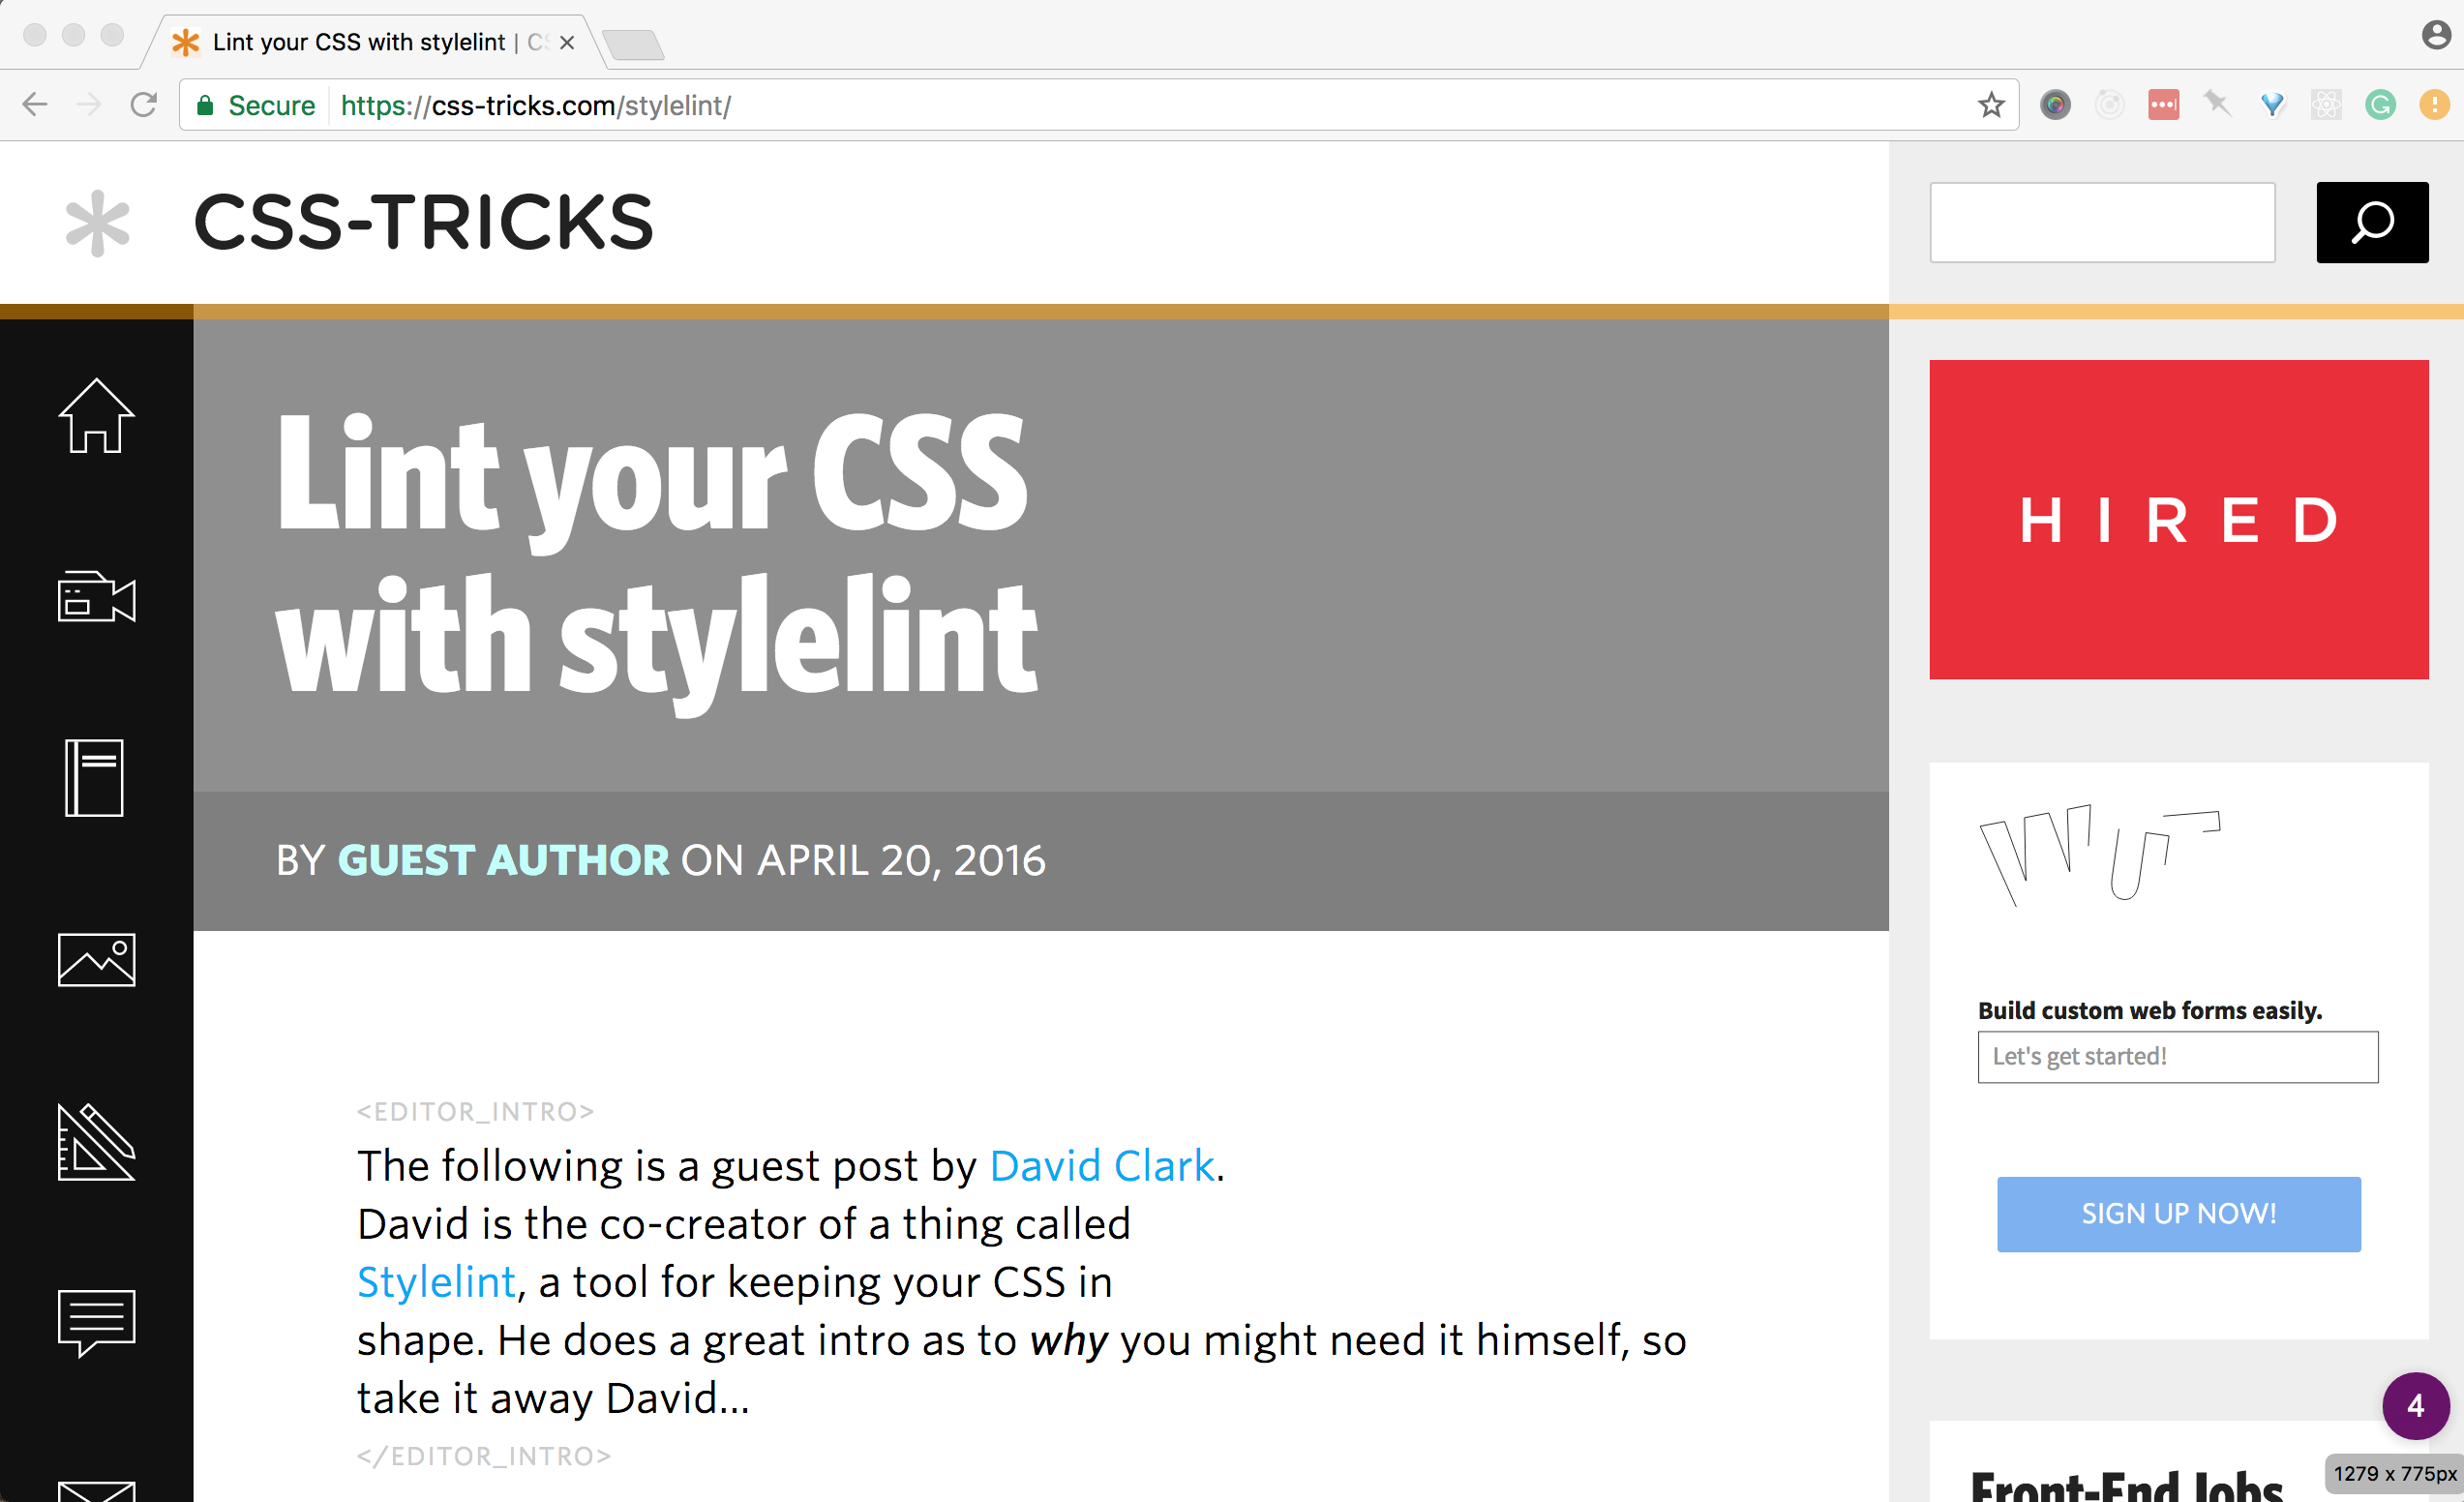 Lint your CSS with stylelint | CS
Secure https://css-tricks.com/stylelint/
CSS-TRICKS
Lint your CSS
with stylelint
BY GUEST AUTHOR ON APRIL 20, 2016
<EDITOR_INTRO>
The following is a guest post by David Clark.
David is the co-creator of a thing called
Stylelint, a tool for keeping your CSS in
shape. He does a great intro as to why you might need it himself, so
take it away David...
</EDITOR_INTRO>
HIRED
WUF
Build custom web forms easily.
Let's get started!
SIGN UP NOW!
4
Front-End Jobs
1279 x 775px